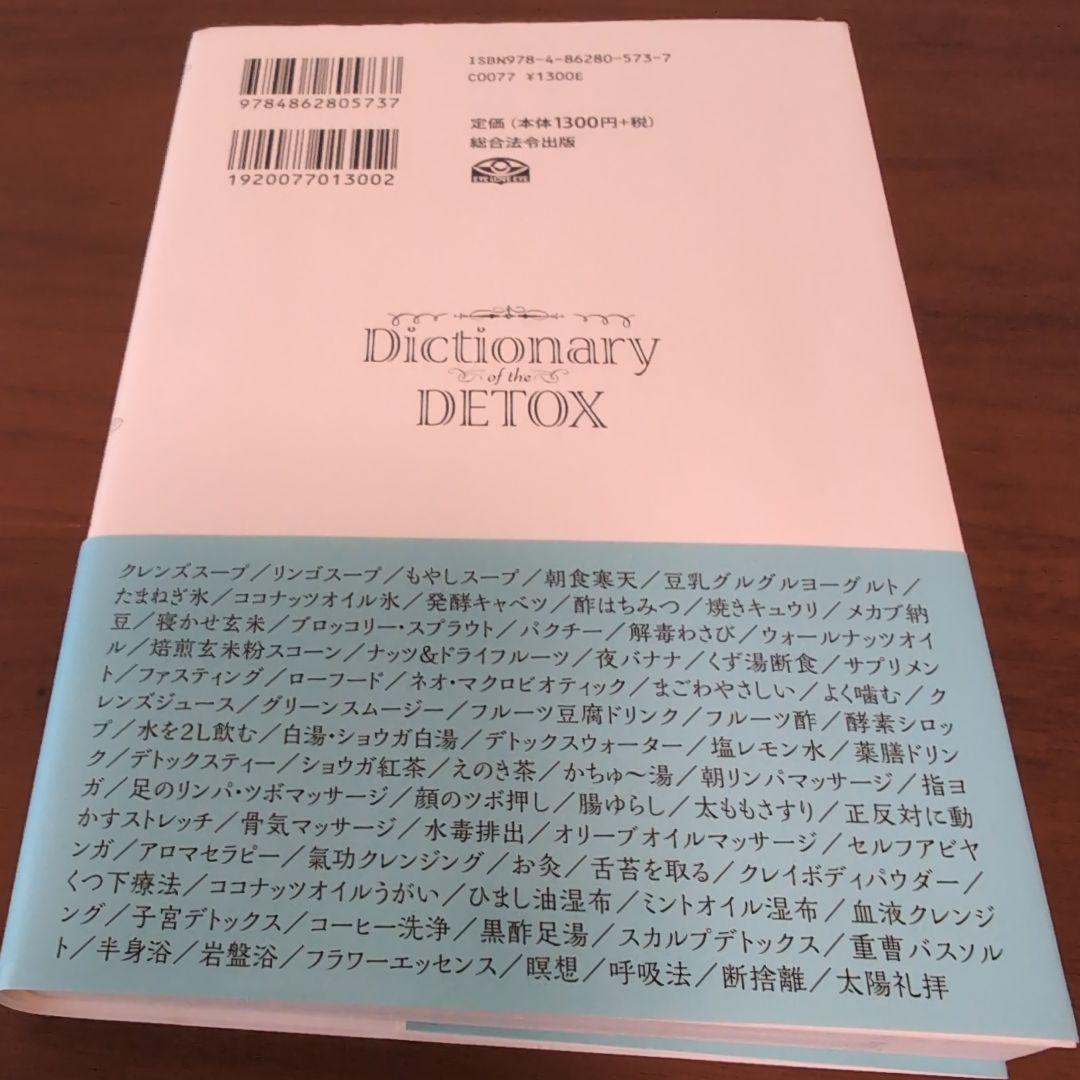 ISBN978-4-86280-573-7
C0077 ¥1300E
9784862805737
定価(本体1300円+税)
総合法令出版
EYE LOVE EYE
1920077013002
Dictionary
of the
DETOX
クレンズスープ/リンゴスープ/もやしスープ/朝食寒天/豆乳グルグルヨーグルト/
たまねぎ氷/ココナッツオイル氷/発酵キャベツ/酢はちみつ/焼きキュウリ/メカブ納
豆/寝かせ玄米/ブロッコリー・スプラウト/パクチー/解毒わさび/ウォールナッツオイ
ル/焙煎玄米粉スコーン/ナッツ&ドライフルーツ/夜バナナ/くず湯断食/サプリメン
ト/ファスティング/ローフード/ネオ・マクロビオティック/まごわやさしい/よく噛む/ク
レンズジュース/グリーンスムージー/フルーツ豆腐ドリンク/フルーツ酢/酵素シロッ
プ/水を2L飲む/白湯・ショウガ白湯/デトックスウォーター/塩レモン水/薬膳ドリン
ク/デトックスティー/ショウガ紅茶/えのき茶/かちゅ〜湯/朝リンパマッサージ/指ヨ
ガ/足のリンパ・ツボマッサージ/顔のツボ押し/腸ゆらし/太ももさすり/正反対に動
かすストレッチ/骨気マッサージ/水毒排出/オリーブオイルマッサージ/セルフアビヤ
ンガ/アロマセラピー/氣功クレンジング/お灸/舌苔を取る/クレイボディパウダー/
くつ下療法/ココナッツオイルうがい/ひまし油湿布/ミントオイル湿布/血液クレンジ
ング/子宮デトックス/コーヒー洗浄/黒酢足湯/スカルプデトックス/重曹バスソル
ト/半身浴/岩盤浴/フラワーエッセンス/瞑想/呼吸法/断捨離/太陽礼拝